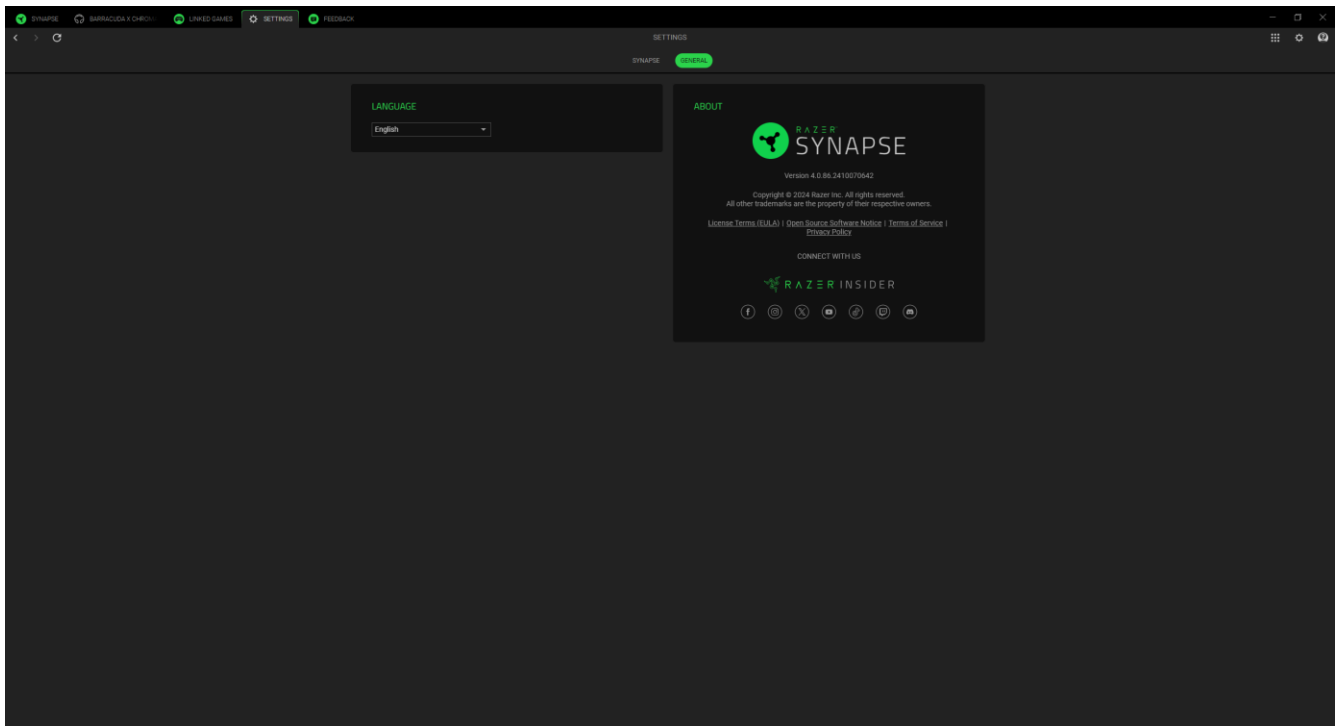 SYNAPSE BARRACUDA X CHROM LINKED GAMES SETTINGS FEEDBACK
SETTINGS
SYNAPSE GENERAL
LANGUAGE
English
ABOUT
RAZER
SYNAPSE
Version 4.0.86.2410070642
Copyright © 2024 Razer Inc. All rights reserved.
All other trademarks are the property of their respective owners.
License Terms (EULA) | Open Source Software Notice | Terms of Service |
Privacy Policy
CONNECT WITH US
RAZER INSIDER